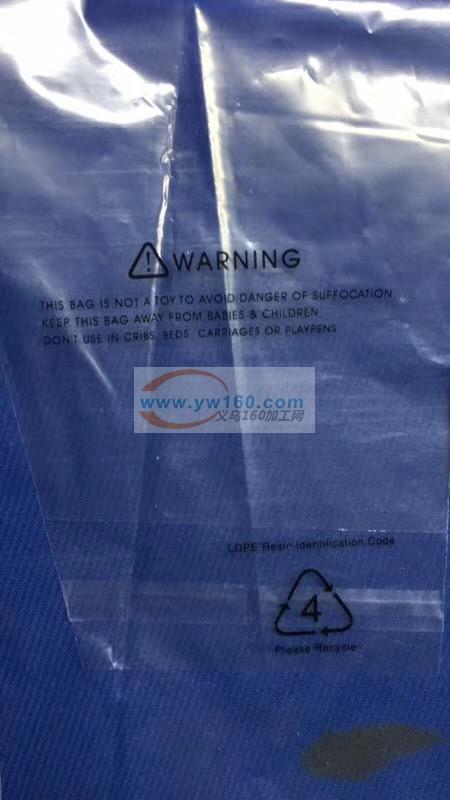 WARNING
THIS BAG IS NOT A TOY TO AVOID DANGER OF SUFFOCATION,
KEEP THIS BAG AWAY FROM BABIES & CHILDREN
DON'T USE IN CRIBS, BEDS, CARRIAGES OR PLAYPENS
www.yw160.com
义乌160加工网
LDPE Resin Identification Code
4
Please Recycle